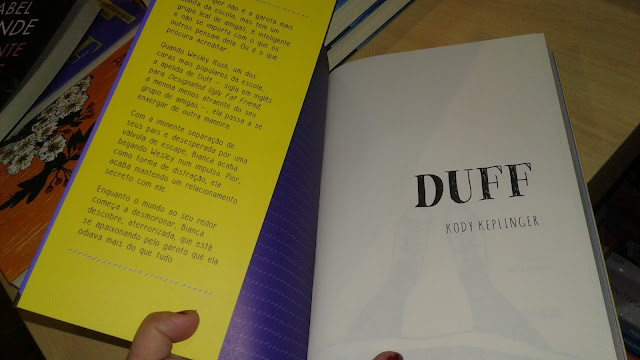 ABEL
NDE
NTE
quer não é a garota mais
da escola, mas tem um
grupo leal de amigas, é inteligente
e não se importa com o que os
outros pensam dela. Ou é o que
procura acreditar.
Quando Wesley Rush, um dos
caras mais populares da escola,
a apelida de Duff – sigla em inglês
para Designated Ugly Fat Friend,
a menina menos atraente do seu
grupo de amigas –, ela passa a se
enxergar de outra maneira.
Com a iminente separação de
seus pais e desesperada por uma
válvula de escape, Bianca acaba
beijando Wesley num impulso. Pior,
como forma de distração, ela
acaba mantendo um relacionamento
secreto com ele.
Enquanto o mundo ao seu redor
começa a desmoronar, Bianca
descobre, aterrorizada, que está
se apaixonando pelo garoto que ela
odiava mais do que tudo.
DUFF
KODY KEPLINGER